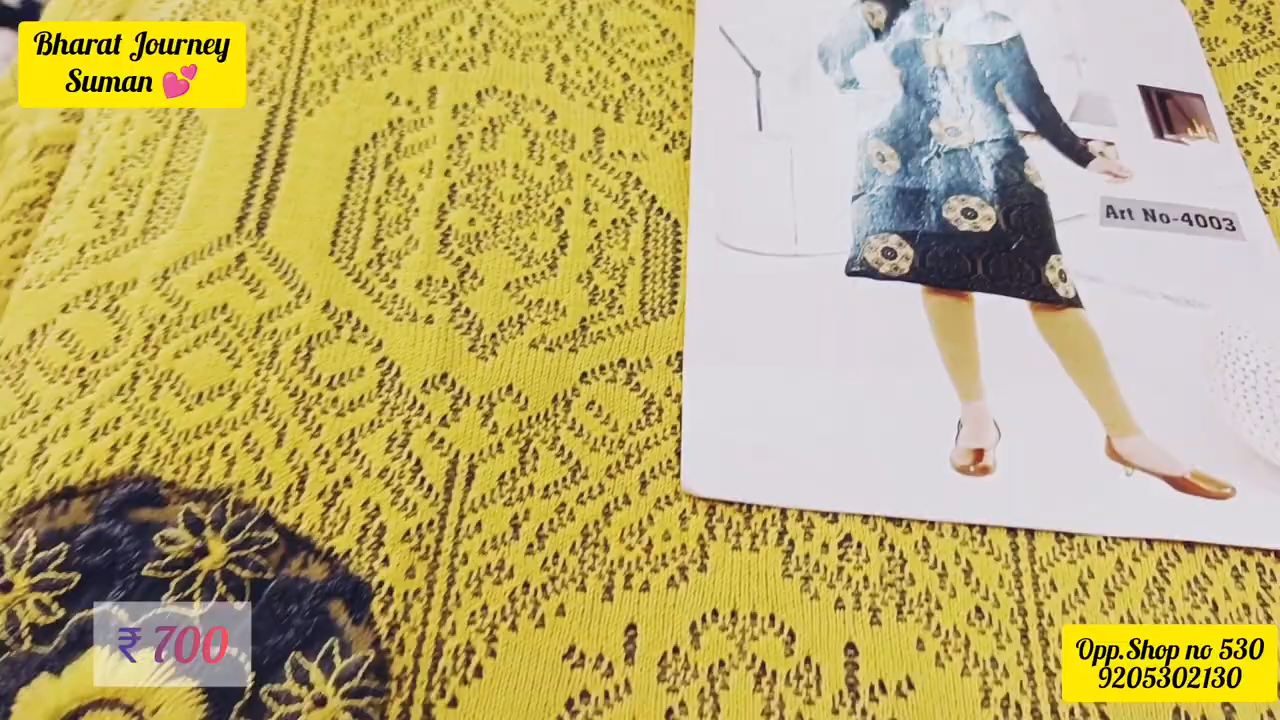 Bharat Journey
Suman 💕
Art No-4003
₹ 700
Opp.Shop no 530
9205302130